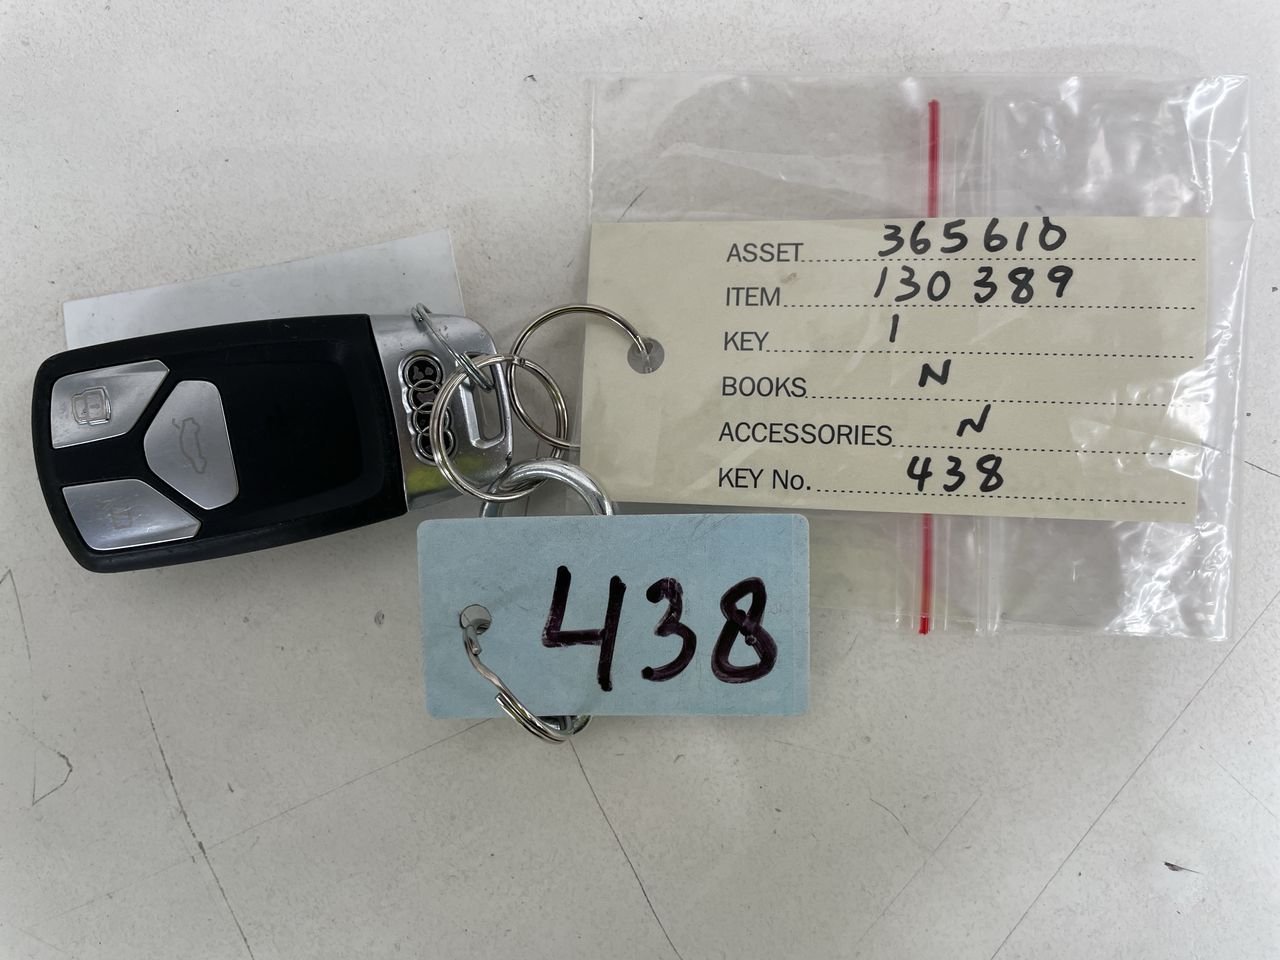 ASSET 365610
ITEM 130389
KEY 1
BOOKS N
ACCESSORIES N
KEY No. 438
438